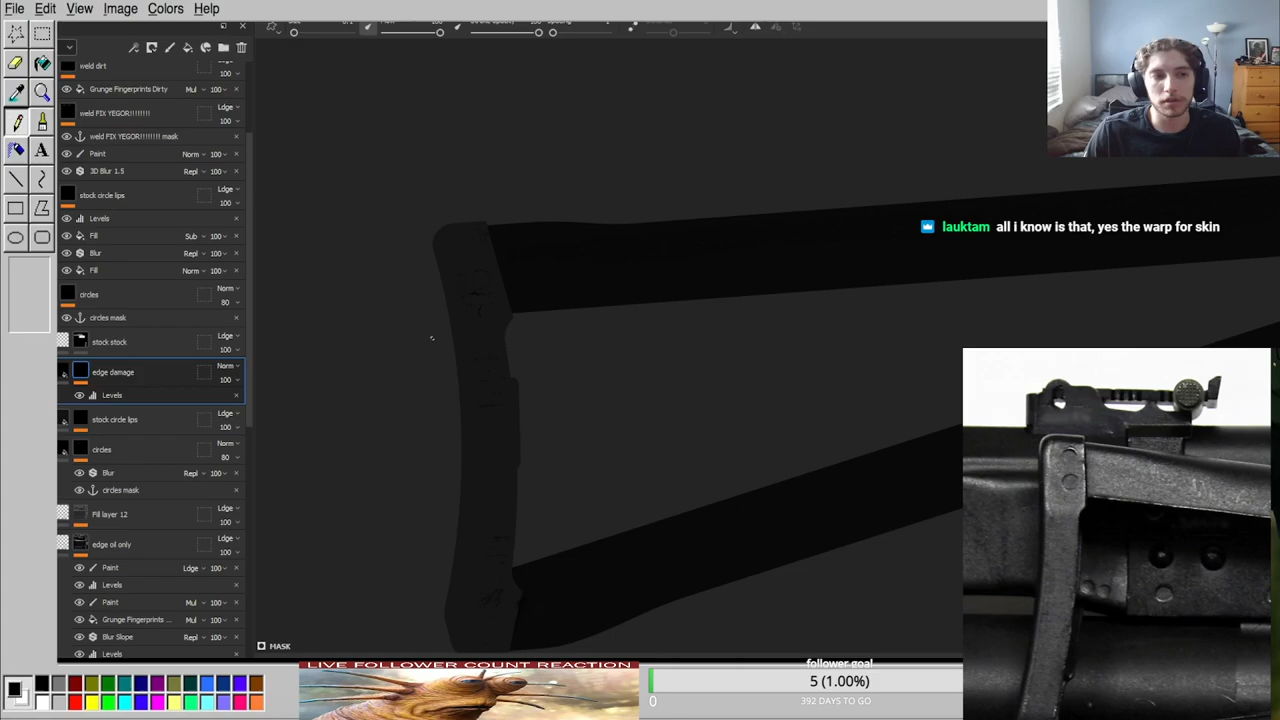 File Edit View Image Colors Help
100
Spacing
weld dirt
100
Grunge Fingerprints Dirty Mul 100
Ldge
weld FIX YEGOR!!!!!!!! 100
weld FIX YEGOR!!!!!!!! mask
Paint Norm 100
3D Blur 1.5 Repl 100
Ldge
stock circle lips 100
Levels
Fill Sub 100
Blur Repl 100
Fill Norm 100
Norm
circles 80
circles mask
Ldge
stock stock 100
Norm
edge damage 100
Levels
Ldge
stock circle lips 100
Norm
circles 80
Blur Repl 100
circles mask
Ldge
Fill layer 12 100
Ldge
edge oil only 100
Paint Ldge 100
Levels
Paint Mul 100
Grunge Fingerprints ... Mul 100
Blur Slope Repl 100
Levels
lauktam all i know is that, yes the warp for skin
MASK
LIVE FOLLOWER COUNT REACTION
follower goal
5 (1.00%)
0 392 DAYS TO GO
A